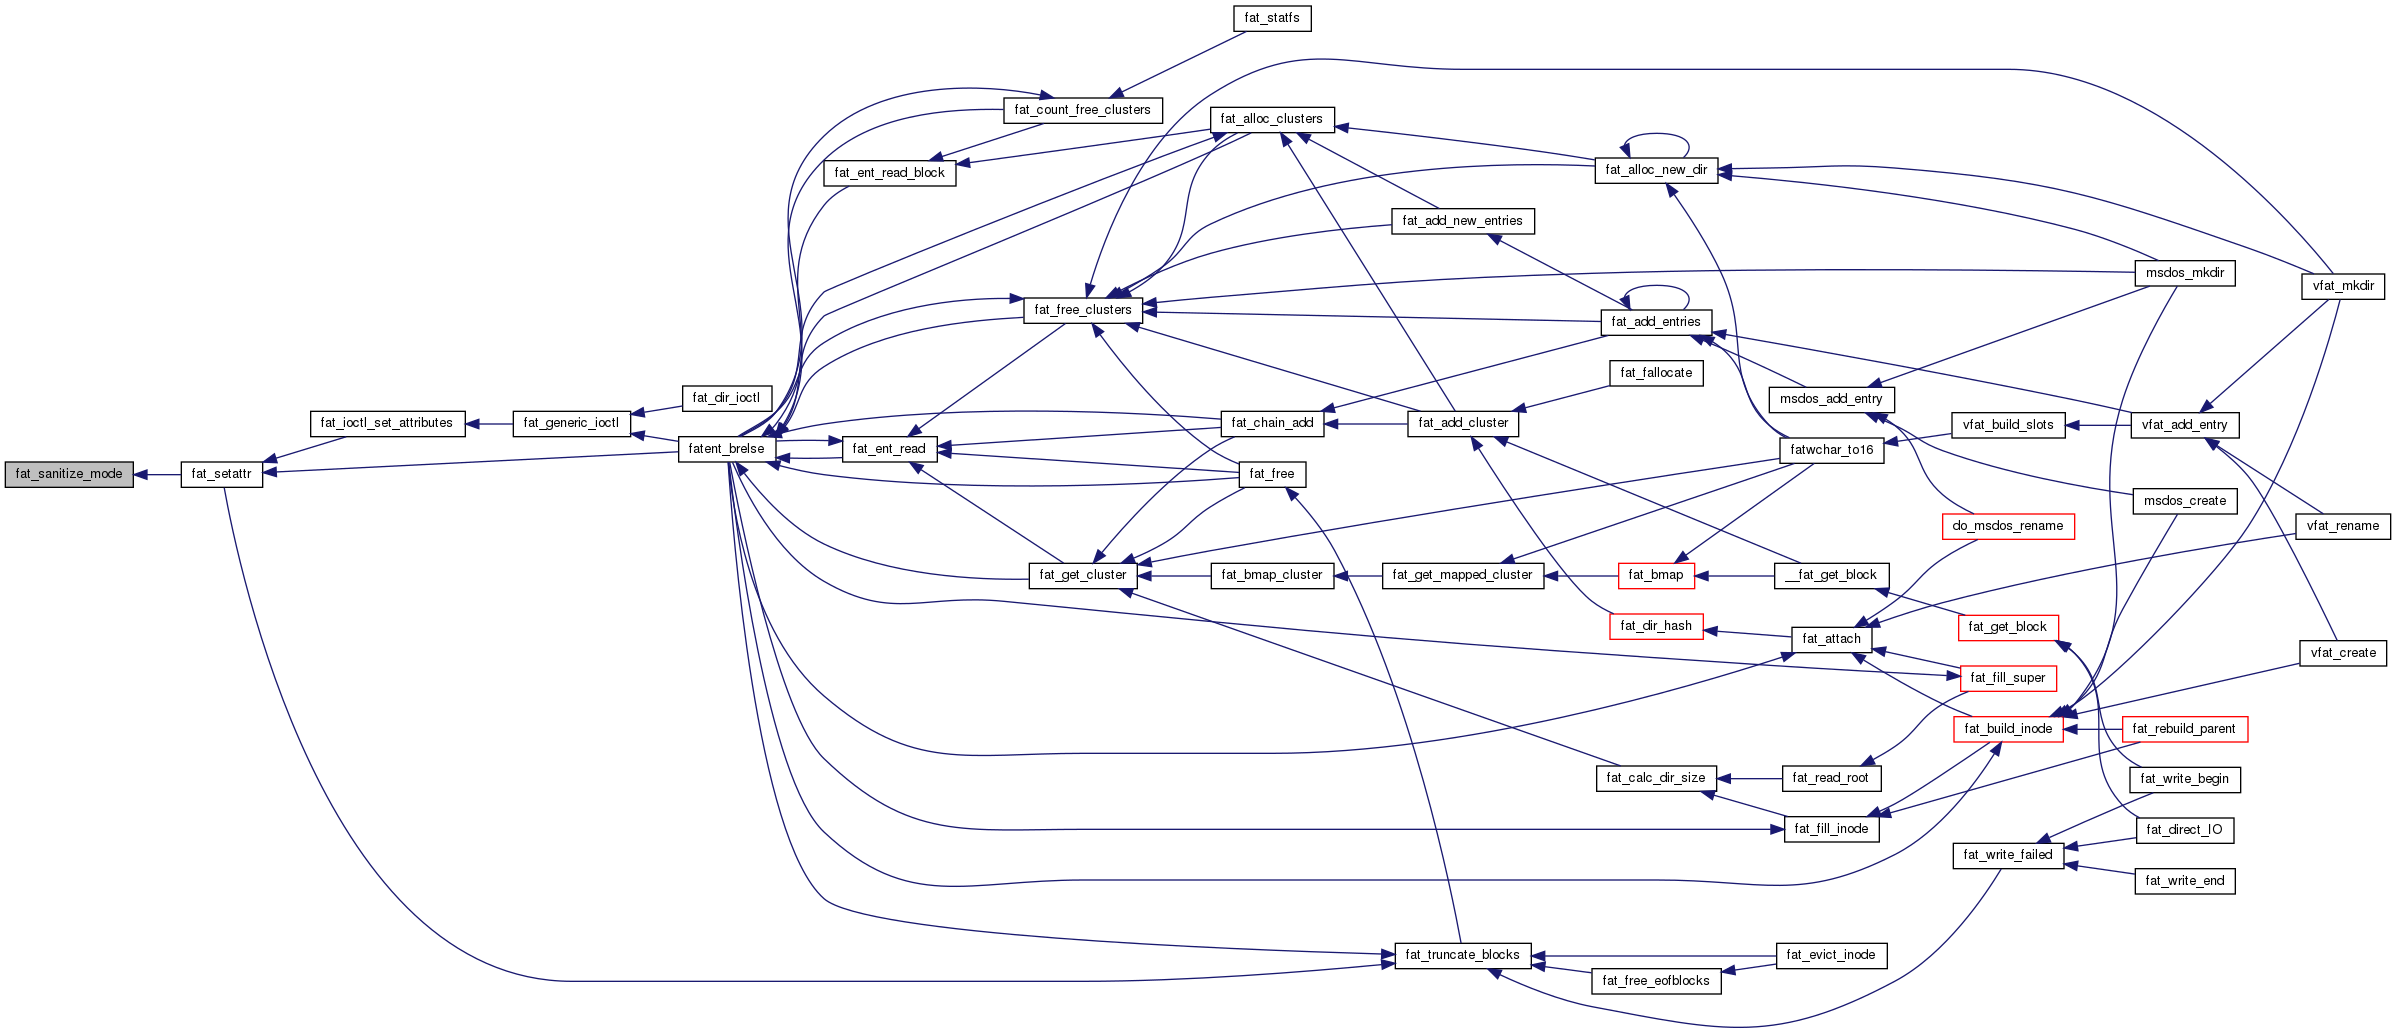 fat_statfs
fat_count_free_clusters
fat_alloc_clusters
fat_ent_read_block
fat_alloc_new_dir
fat_add_new_entries
msdos_mkdir
vfat_mkdir
fat_free_clusters
fat_add_entries
fat_fallocate
fat_dir_ioctl
msdos_add_entry
fat_ioctl_set_attributes
fat_generic_ioctl
fat_chain_add
fat_add_cluster
vfat_build_slots
vfat_add_entry
fatent_brelse
fat_ent_read
fatwchar_to16
fat_sanitize_mode
fat_setattr
fat_free
msdos_create
do_msdos_rename
vfat_rename
fat_get_cluster
fat_bmap_cluster
fat_get_mapped_cluster
fat_bmap
__fat_get_block
fat_dir_hash
fat_get_block
fat_attach
vfat_create
fat_fill_super
fat_build_inode
fat_rebuild_parent
fat_calc_dir_size
fat_read_root
fat_write_begin
fat_fill_inode
fat_direct_IO
fat_write_failed
fat_write_end
fat_truncate_blocks
fat_evict_inode
fat_free_eofblocks